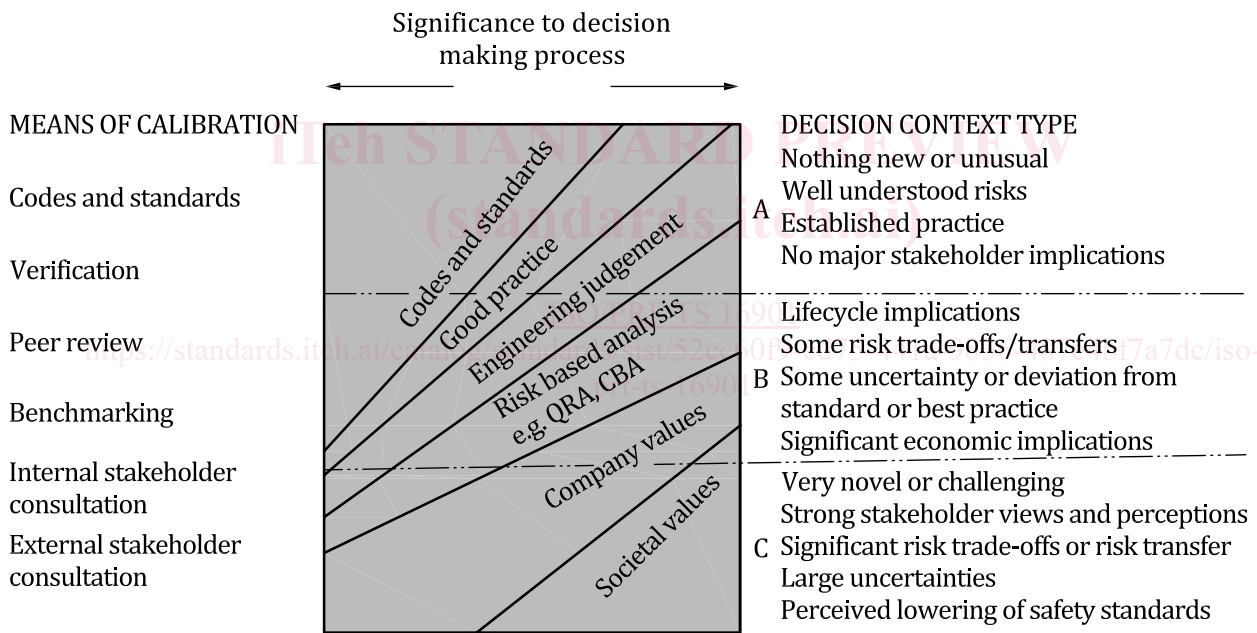 Significance to decision
making process
MEANS OF CALIBRATION
Codes and standards
Verification
Peer review
Benchmarking
Internal stakeholder
consultation
External stakeholder
consultation
Codes and standards
Good practice
Engineering judgement
Risk based analysis
e.g. QRA, CBA
Company values
Societal values
DECISION CONTEXT TYPE
A
Nothing new or unusual
Well understood risks
Established practice
No major stakeholder implications
B
Lifecycle implications
Some risk trade-offs/transfers
Some uncertainty or deviation from
standard or best practice
Significant economic implications
C
Very novel or challenging
Strong stakeholder views and perceptions
Significant risk trade-offs or risk transfer
Large uncertainties
Perceived lowering of safety standards
iTeh STANDARD PREVIEW
(standards.iteh.ai)